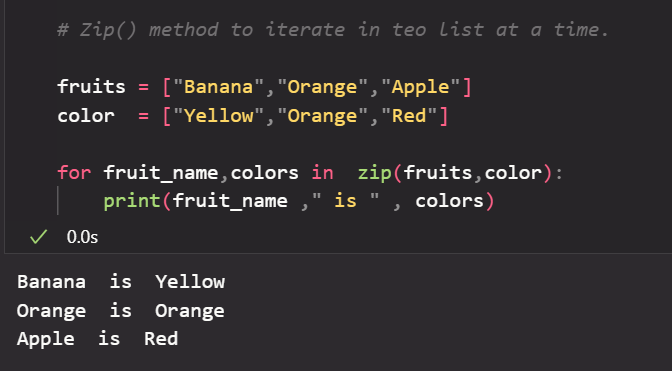 # Zip() method to iterate in teo List at a time.
fruits = ["Banana","Orange","Apple"]
color  = ["Yellow","Orange","Red"]
for fruit_name,colors in  zip(fruits,color):
    print(fruit_name ," is " , colors)
✓ 0.0s
Banana  is  Yellow
Orange  is  Orange
Apple  is  Red